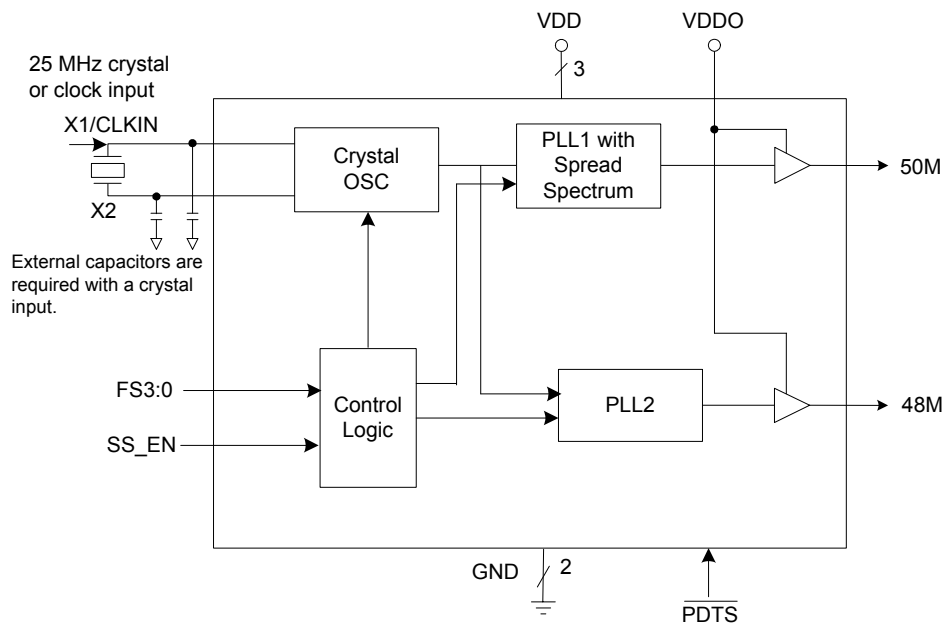 VDD
VDDO
3
25 MHz crystal
or clock input
X1/CLKIN
X2
External capacitors are
required with a crystal
input.
Crystal
OSC
PLL1 with
Spread
Spectrum
50M
FS3:0
SS_EN
Control
Logic
PLL2
48M
GND
2
PDTS